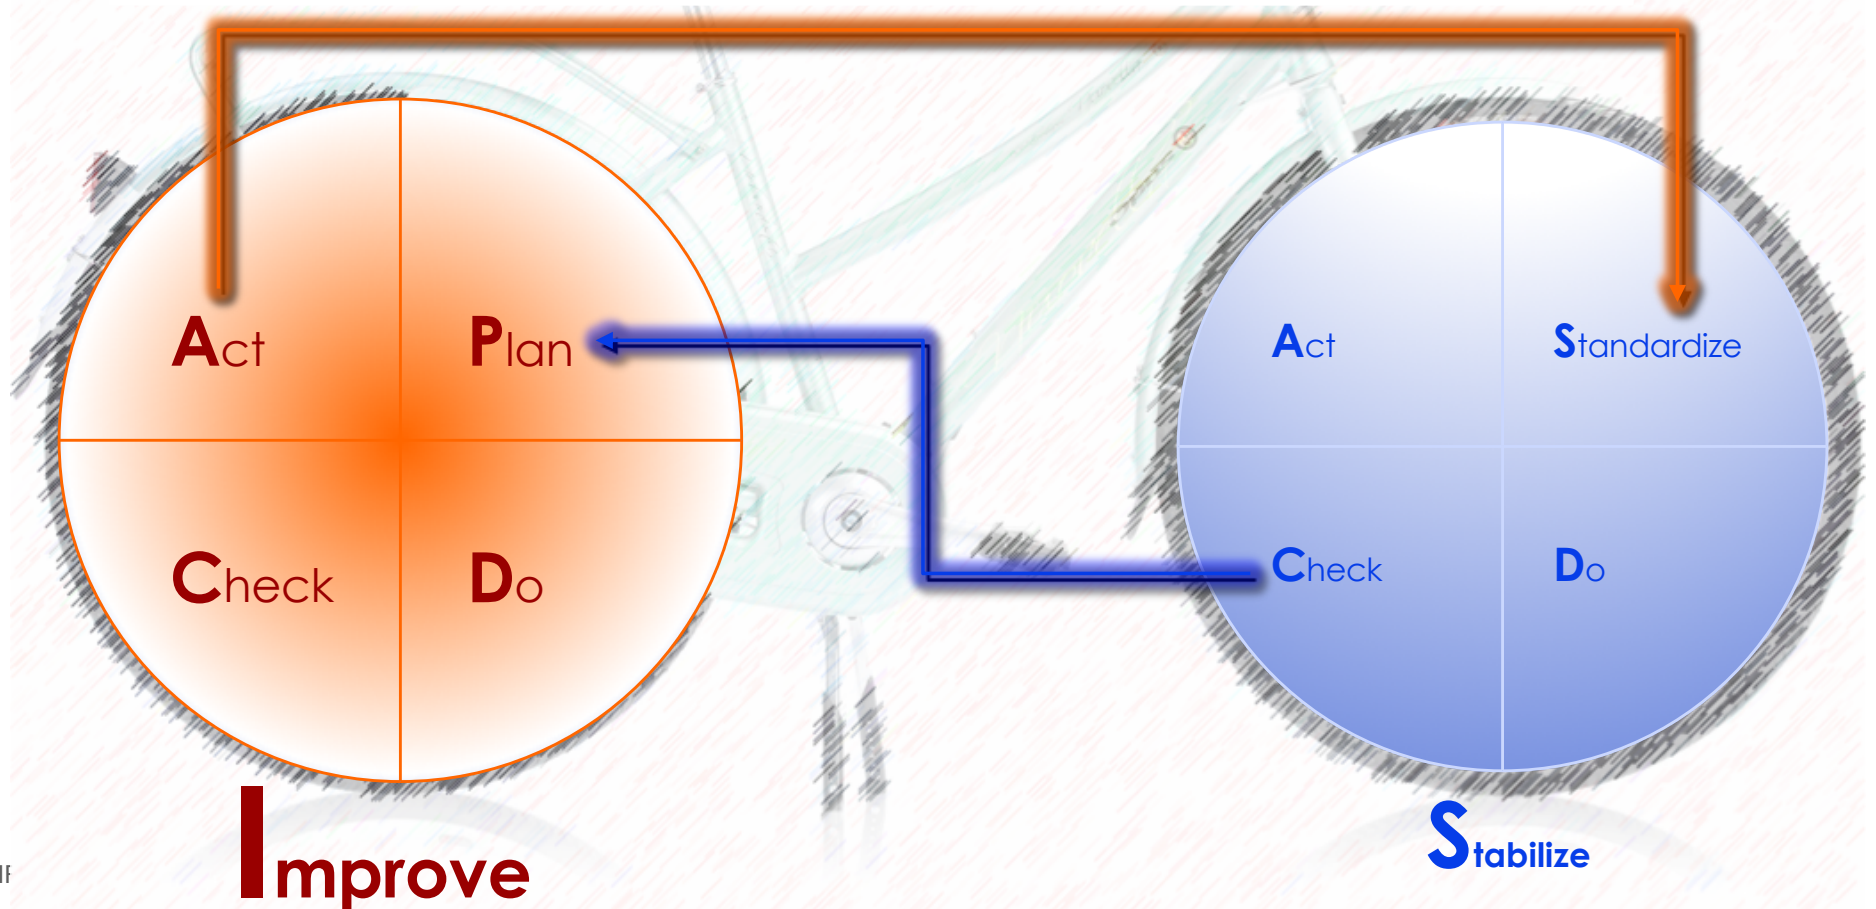 Act
Plan
Check
Do
Improve
Act
Standardize
Check
Do
Stabilize